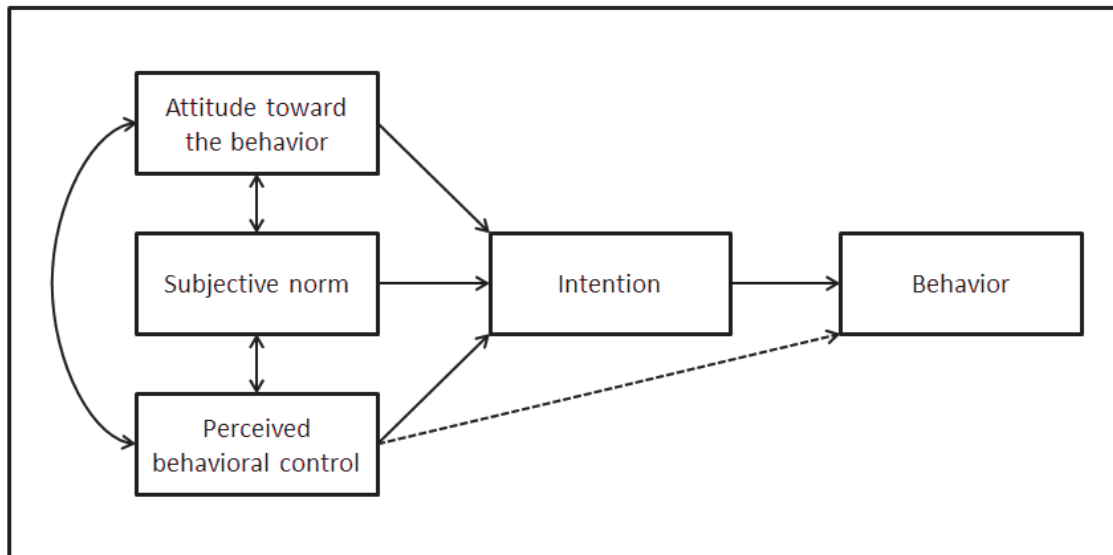 Attitude toward
the behavior
Subjective norm
Intention
Behavior
Perceived
behavioral control